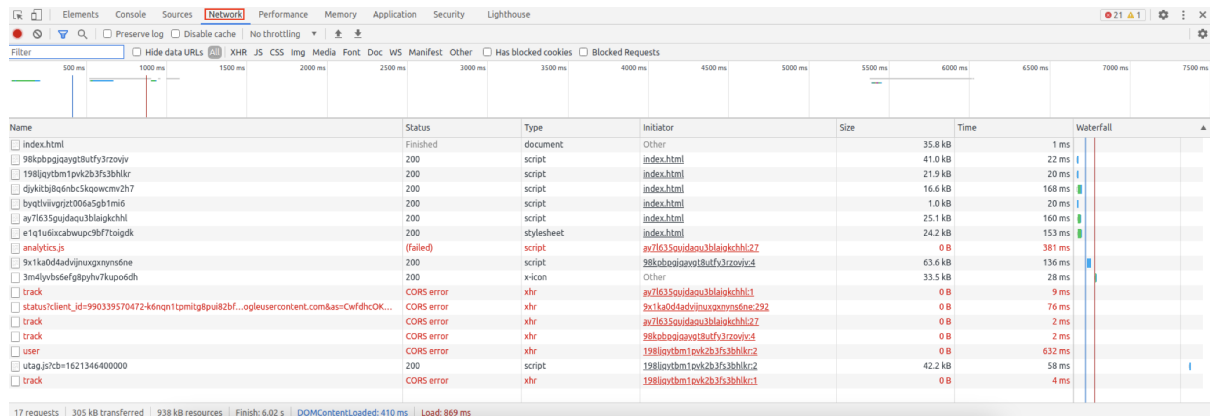 Elements Console Sources Network Performance Memory Application Security Lighthouse 21 1
Preserve log Disable cache No throttling
Filter Hide data URLs All XHR JS CSS Img Media Font Doc WS Manifest Other Has blocked cookies Blocked Requests
500 ms 1000 ms 1500 ms 2000 ms 2500 ms 3000 ms 3500 ms 4000 ms 4500 ms 5000 ms 5500 ms 6000 ms 6500 ms 7000 ms 7500 ms
Name Status Type Initiator Size Time Waterfall
index.html Finished document Other 35.8 kB 1 ms
98kpbpgjqaygt8utfy3rzovjv 200 script index.html 41.0 kB 22 ms
198ljqytbm1pvk2b3fs3bhlkr 200 script index.html 21.9 kB 20 ms
djykitbj8q6nbc5kqowcmv2h7 200 script index.html 16.6 kB 168 ms
byqtlviivgrjzt006a5gb1mi6 200 script index.html 1.0 kB 20 ms
ay7l635gujdaqu3blaigkchhl 200 script index.html 25.1 kB 160 ms
e1q1u6ixcabwupc9bf7toigdk 200 stylesheet index.html 24.2 kB 153 ms
analytics.js (failed) script ay7l635gujdaqu3blaigkchhl:27 0 B 381 ms
9x1ka0d4advijnuxgxnyns6ne 200 script 98kpbpgjqaygt8utfy3rzovjv:4 63.6 kB 136 ms
3m4lyvbs6efg8pyhv7kupo6dh 200 x-icon Other 33.5 kB 28 ms
track CORS error xhr ay7l635gujdaqu3blaigkchhl:1 0 B 9 ms
status?client_id=990339570472-k6nqn1tpmitg8pui82bf...ogleusercontent.com&as=CwfdhcOK... CORS error xhr 9x1ka0d4advijnuxgxnyns6ne:292 0 B 76 ms
track CORS error xhr ay7l635gujdaqu3blaigkchhl:27 0 B 2 ms
track CORS error xhr 98kpbpgjqaygt8utfy3rzovjv:4 0 B 2 ms
user CORS error xhr 198ljqytbm1pvk2b3fs3bhlkr:2 0 B 632 ms
utag.js?cb=1621346400000 200 script 198ljqytbm1pvk2b3fs3bhlkr:2 42.2 kB 58 ms
track CORS error xhr 198ljqytbm1pvk2b3fs3bhlkr:1 0 B 4 ms
17 requests 305 kB transferred 938 kB resources Finish: 6.02 s DOMContentLoaded: 410 ms Load: 869 ms